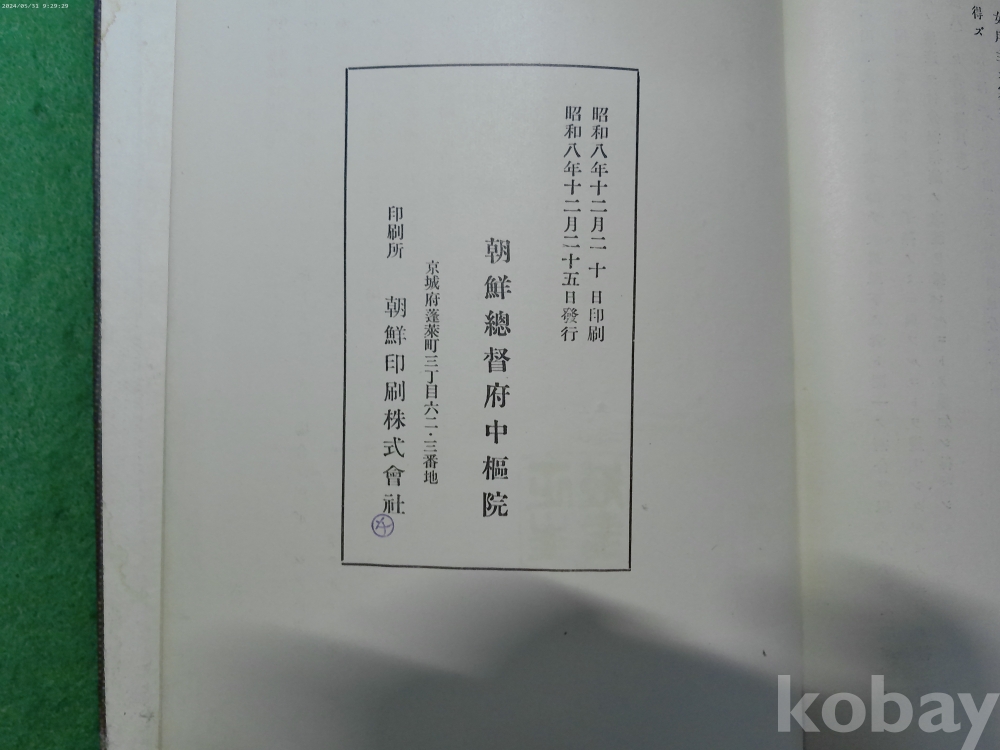 2024/05/31 9:29:29
得ズ
昭和八年十二月二十日印刷
昭和八年十二月二十五日發行
朝鮮總督府中樞院
京城府蓬萊町三丁目六二・三番地
印刷所 朝鮮印刷株式會社
kobay